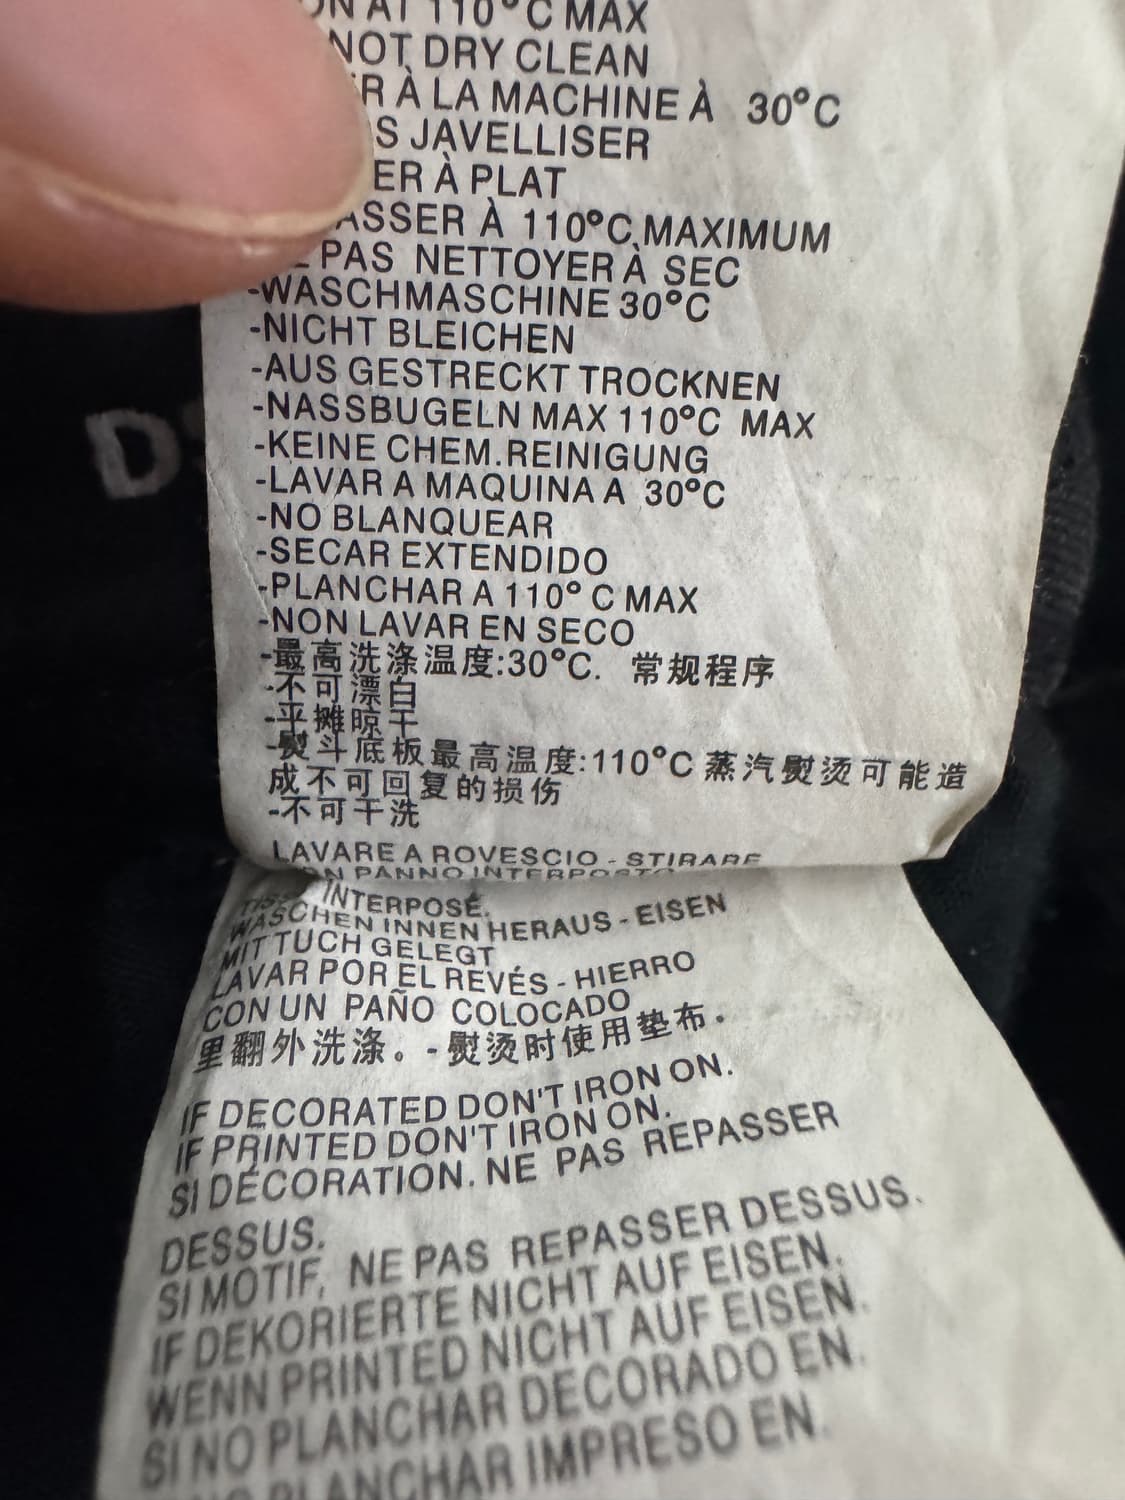 ON AT 110°C MAX
NOT DRY CLEAN
R À LA MACHINE À 30°C
S JAVELLISER
ER À PLAT
ASSER À 110°C MAXIMUM
PAS NETTOYER À SEC
-WASCHMASCHINE 30°C
-NICHT BLEICHEN
-AUS GESTRECKT TROCKNEN
-NASSBUGELN MAX 110°C MAX
-KEINE CHEM.REINIGUNG
-LAVAR A MAQUINA A 30°C
-NO BLANQUEAR
-SECAR EXTENDIDO
-PLANCHAR A 110° C MAX
-NON LAVAR EN SECO
-最高洗涤温度:30°C. 常规程序
-不可漂白
-平摊晾干
-熨斗底板最高温度:110°C 蒸汽熨烫可能造
成不可回复的损伤
-不可干洗
LAVARE A ROVESCIO - STIRARE
N PANNO INTERPOSTO
INTERPOSÉ.
WASCHEN INNEN HERAUS - EISEN
MIT TUCH GELEGT
LAVAR POR EL REVÉS - HIERRO
CON UN PAÑO COLOCADO
里翻外洗涤。- 熨烫时使用垫布.
IF DECORATED DON'T IRON ON.
IF PRINTED DON'T IRON ON.
SI DÉCORATION. NE PAS REPASSER
DESSUS.
SI MOTIF, NE PAS REPASSER DESSUS.
IF DEKORIERTE NICHT AUF EISEN.
WENN PRINTED NICHT AUF EISEN.
SI NO PLANCHAR DECORADO EN.
PLANCHAR IMPRESO EN.